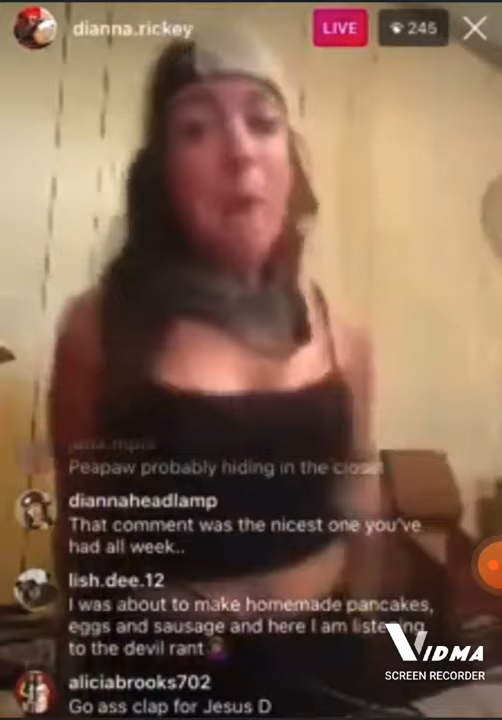 dianna.rickey
LIVE
245
Peapaw probably hiding in the closet
diannaheadlamp
That comment was the nicest one you've
had all week..
lish.dee.12
I was about to make homemade pancakes,
eggs and sausage and here I am listening
to the devil rant
VIDMA
SCREEN RECORDER
aliciabrooks702
Go ass clap for Jesus D